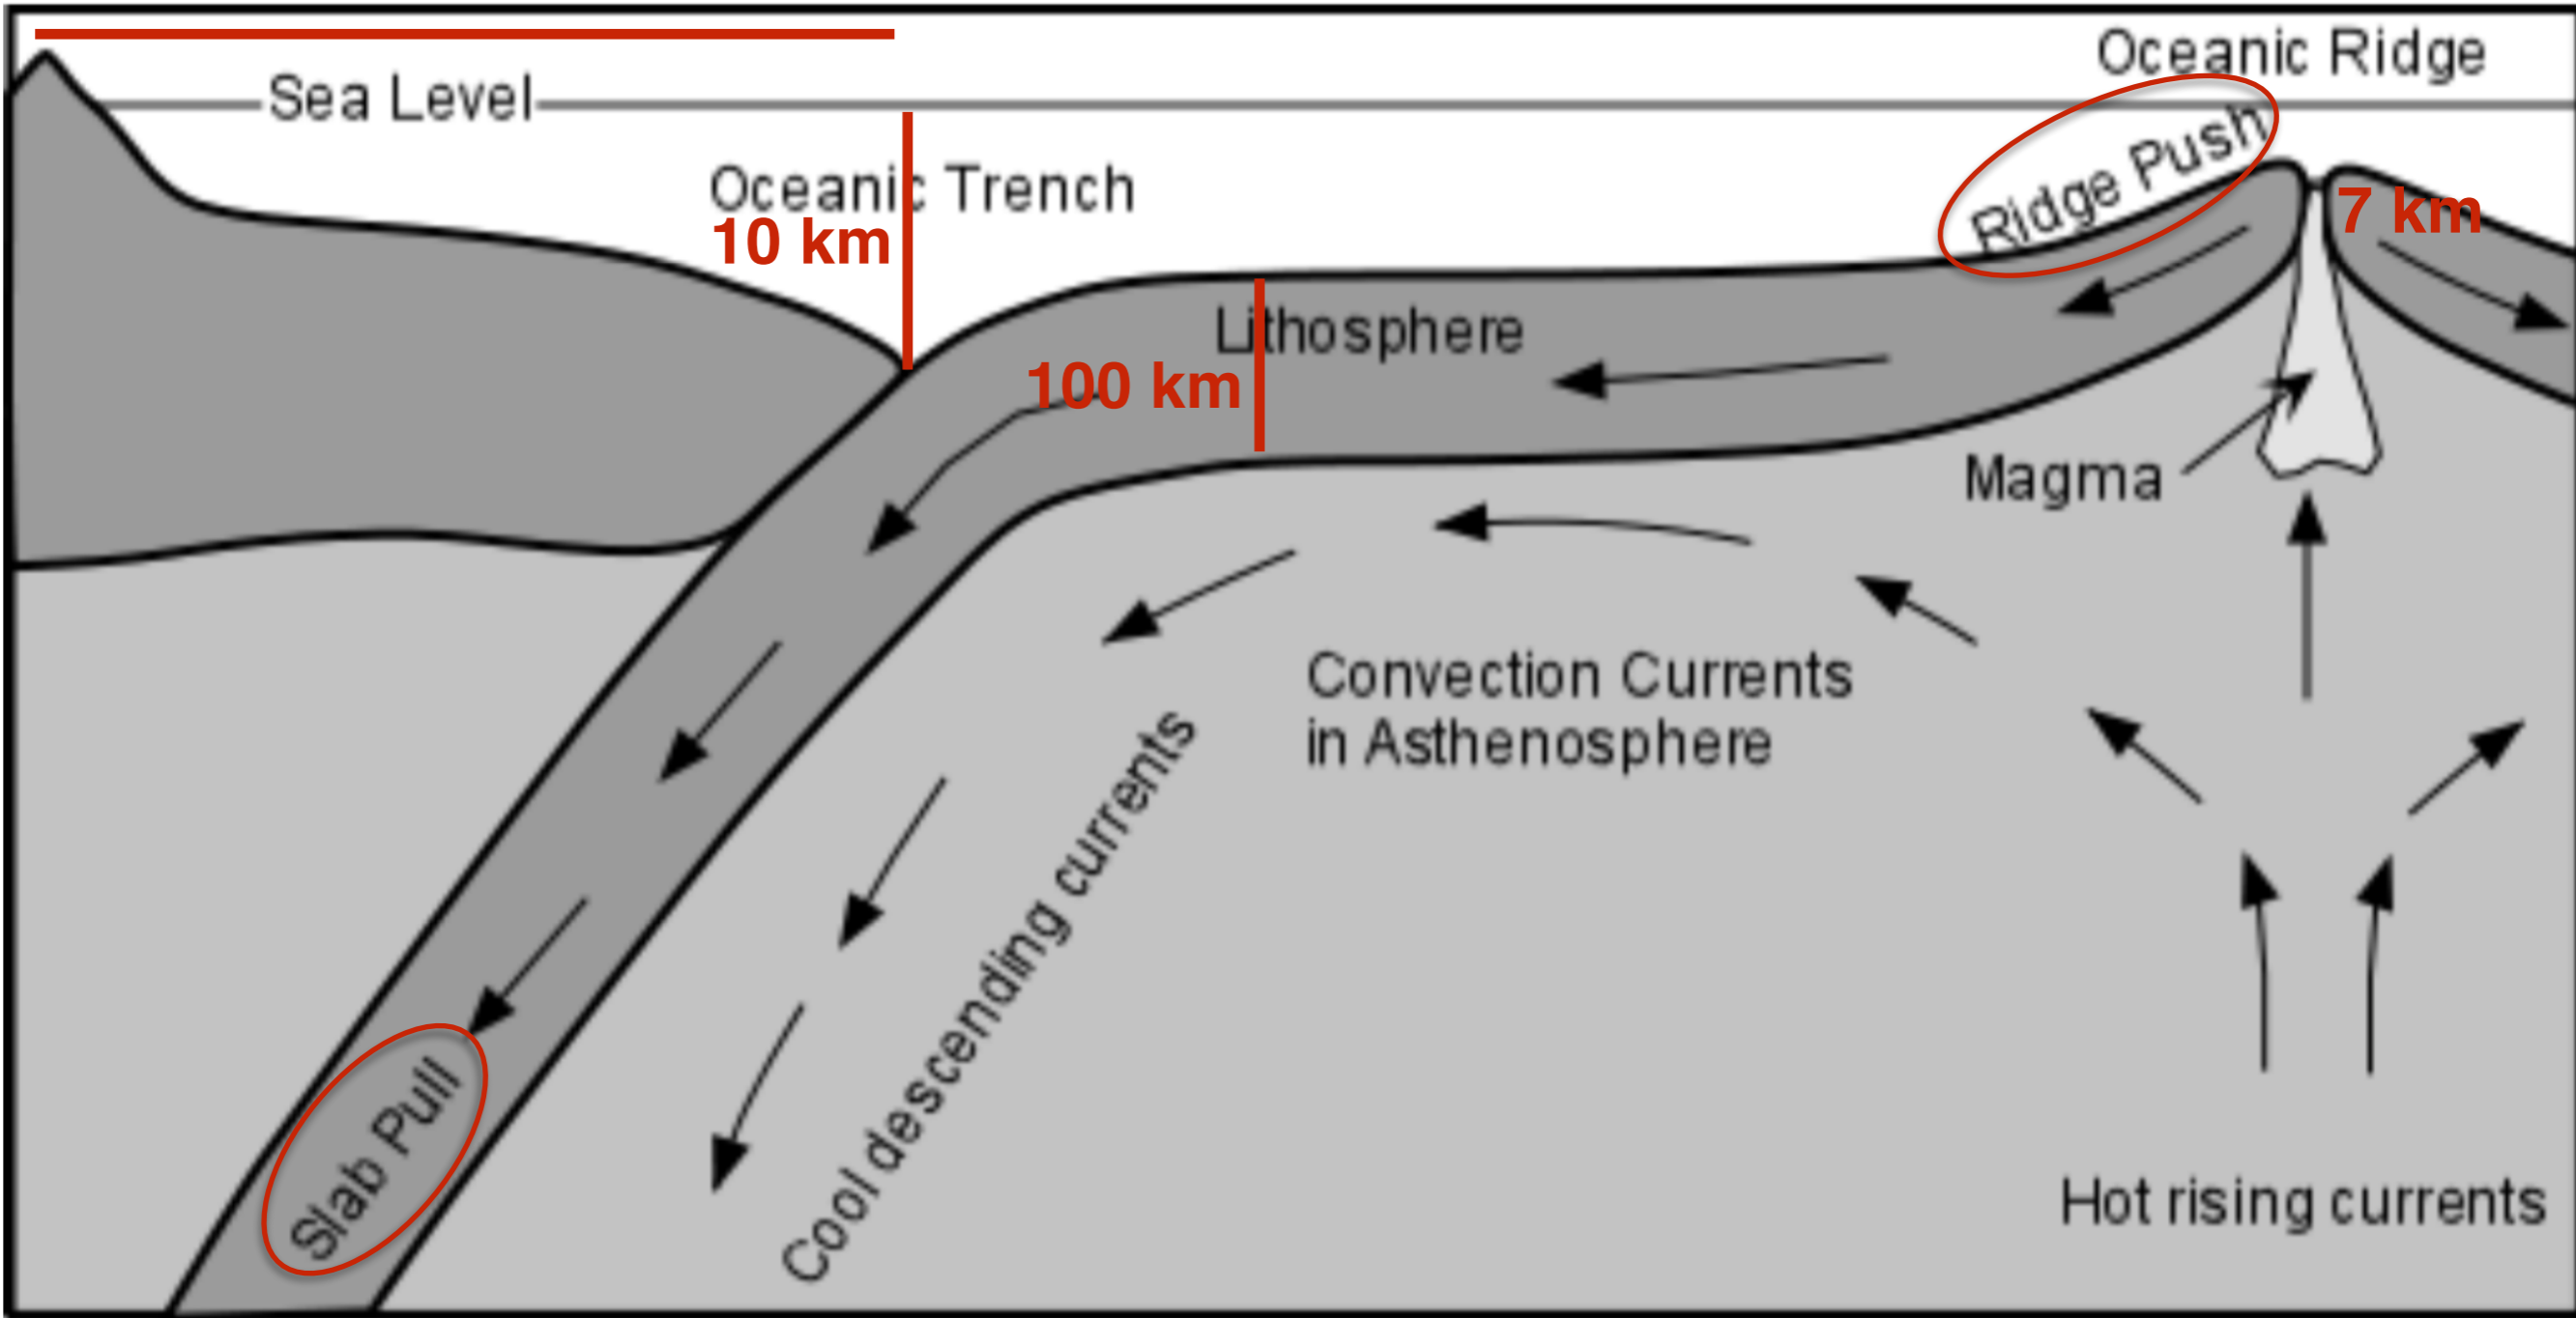 Oceanic Ridge
Sea Level
Ridge Push
Oceanic Trench
10 km
7 km
Lithosphere
100 km
Magma
Convection Currents
in Asthenosphere
Cool descending currents
Slab Pull
Hot rising currents